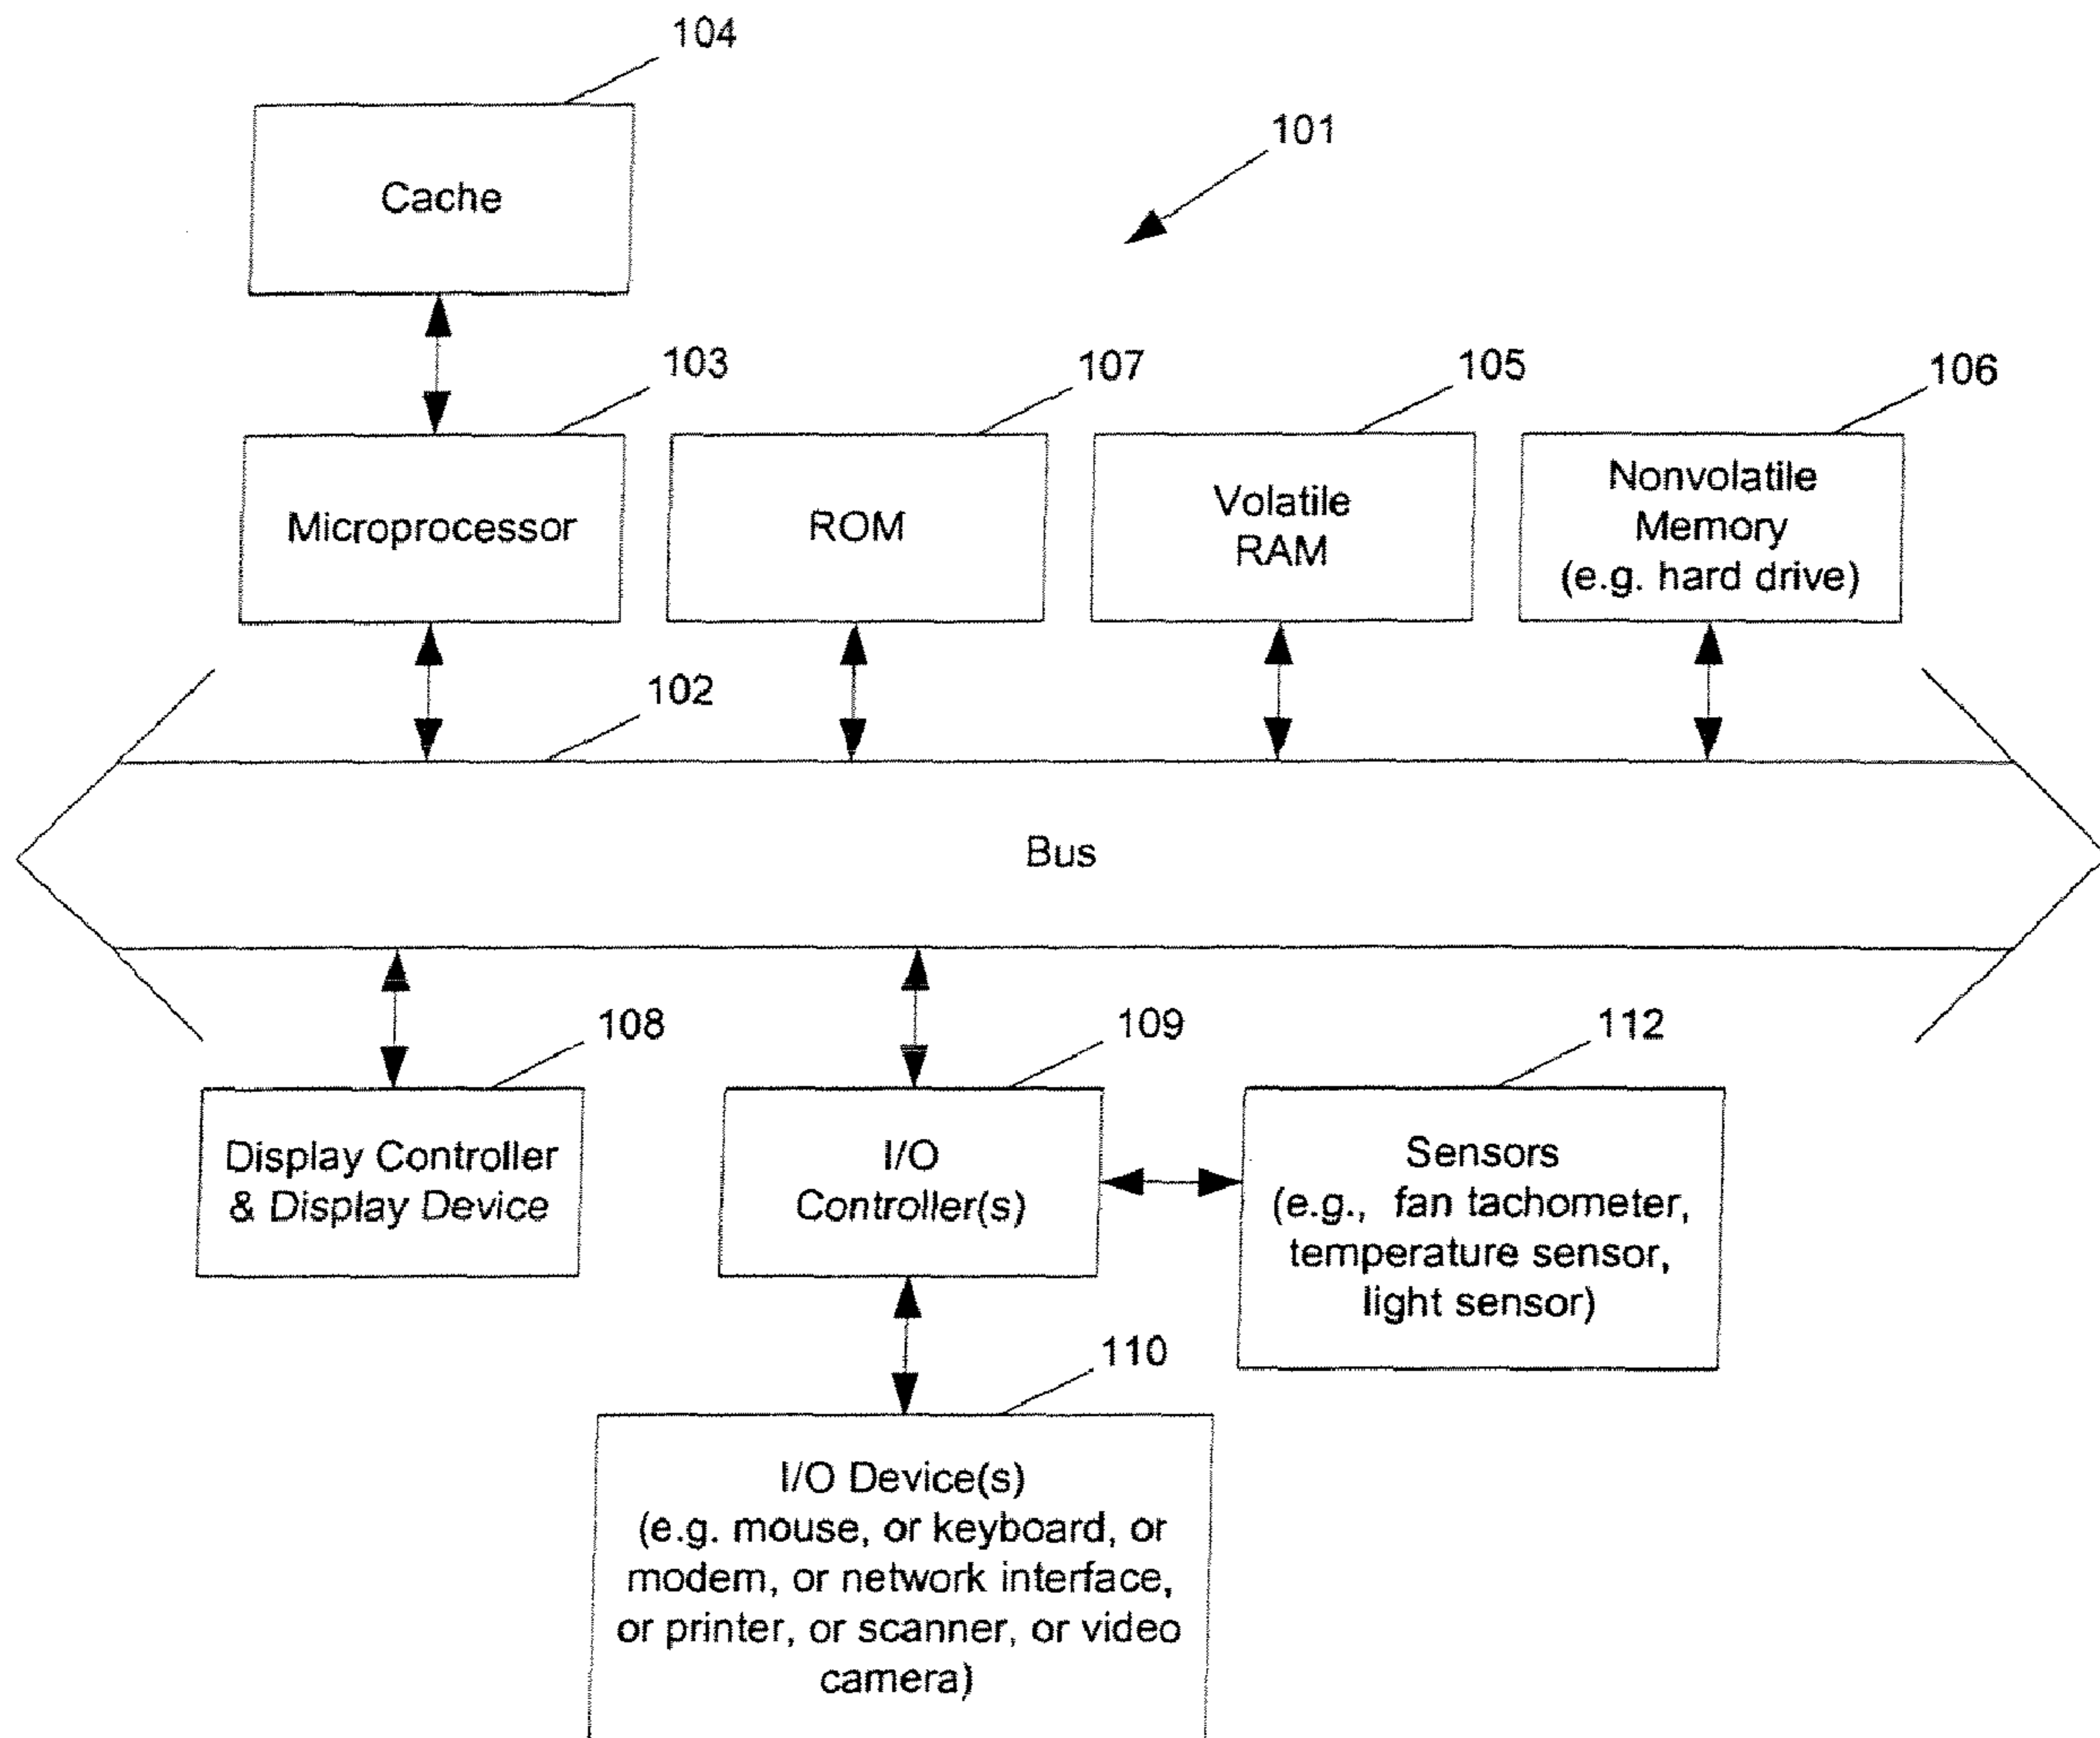 104
101
Cache
103
107
105
106
Microprocessor
ROM
Volatile
RAM
Nonvolatile
Memory
(e.g. hard drive)
102
Bus
108
109
112
Display Controller
& Display Device
I/O
Controller(s)
Sensors
(e.g., fan tachometer,
temperature sensor,
light sensor)
110
I/O Device(s)
(e.g. mouse, or keyboard, or
modem, or network interface,
or printer, or scanner, or video
camera)